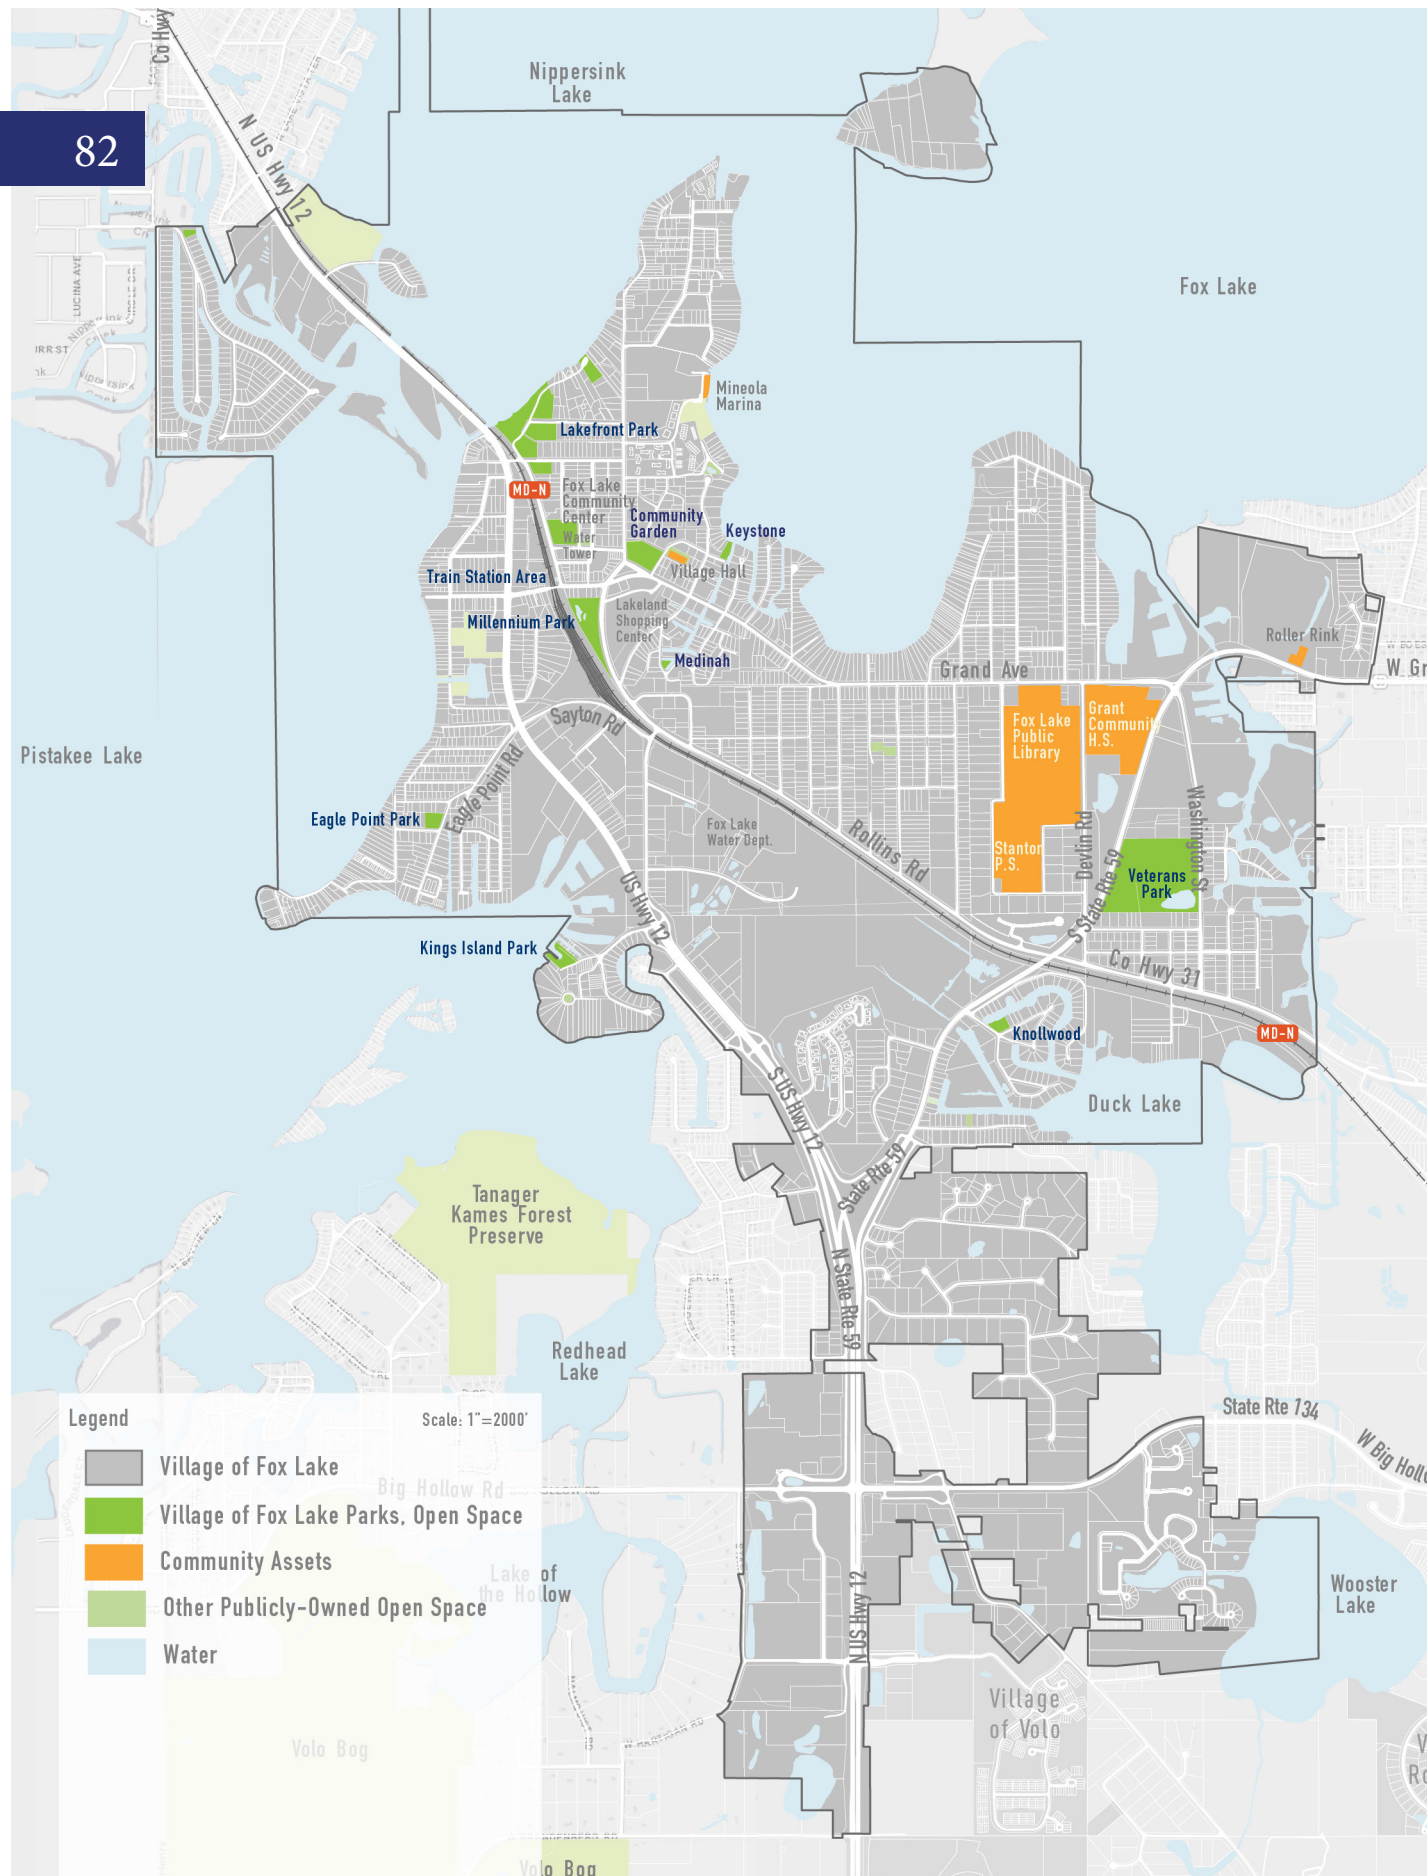 Co Hwy
Nippersink
Lake
82
N US Hwy 12
Fox Lake
LUCINA AVE
Mineola
Marina
Lakefront Park
MD-N
Fox Lake
Community
Center
Water
Tower
Community
Garden
Keystone
Village Hall
Train Station Area
Millennium Park
Lakeland
Shopping
Center
Medinah
Roller Rink
Grand Ave
W Gr
Sayton Rd
Fox Lake
Public
Library
Grant
Community
H.S.
Pistakee Lake
Eagle Point Rd
Eagle Point Park
Fox Lake
Water Dept.
Rollins Rd
Devlin Rd
Washington St
Stanton
P.S.
S State Rte 59
Veterans
Park
US Hwy 12
Kings Island Park
Co Hwy 31
Knollwood
MD-N
S US Hwy 12
Duck Lake
State Rte 59
Tanager
Kames Forest
Preserve
N State Rte 59
Redhead
Lake
Legend
Scale: 1"=2000'
State Rte 134
W Big Hollo
Village of Fox Lake
Big Hollow Rd
Village of Fox Lake Parks, Open Space
Community Assets
Lake of
the Hollow
Other Publicly-Owned Open Space
Water
N US Hwy 12
Wooster
Lake
Village
of Volo
W HARTIGAN RD
Volo Bog
Volo Bog